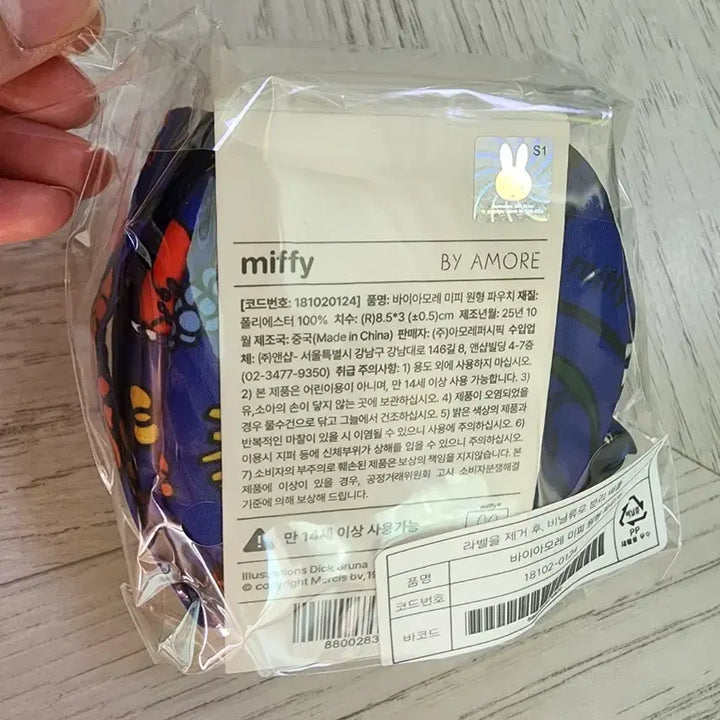 S1
miffy BY AMORE
[코드번호: 181020124] 품명: 바이아모레 미피 원형 파우치 재질:
폴리에스터 100% 치수: (R)8.5*3 (±0.5)cm 제조년월: 25년 10
월 제조국: 중국(Made in China) 판매자: (주)아모레퍼시픽 수입업
체: (주)앤샵- 서울특별시 강남구 강남대로 146길 8, 앤샵빌딩 4-7층
(02-3477-9350) 취급 주의사항: 1) 용도 외에 사용하지 마십시오.
2) 본 제품은 어린이용이 아니며, 만 14세 이상 사용 가능합니다. 3)
유,소아의 손이 닿지 않는 곳에 보관하십시오. 4) 제품이 오염되었을
경우 물수건으로 닦고 그늘에서 건조하십시오. 5) 밝은 색상의 제품과
반복적인 마찰이 있을 시 이염될 수 있으니 사용에 주의하십시오. 6)
이용시 지퍼 등에 신체부위가 상해를 입을 수 있으니 주의하십시오.
7) 소비자의 부주의로 훼손된 제품은 보상의 책임을 지지않습니다. 본
제품에 이상이 있을 경우, 공정거래위원회 고시 소비자분쟁해결
기준에 의해 보상해 드립니다.
miffy
만 14세 이상 사용가능
Illustrations Dick Bruna
© copyright Mercis bv, 19
8800283
라벨을 제거 후, 비닐류로 분리 배출
품명 바이아모레 미피 원형
코드번호 18102-0124
바코드
비닐류
PP
재활용 우수